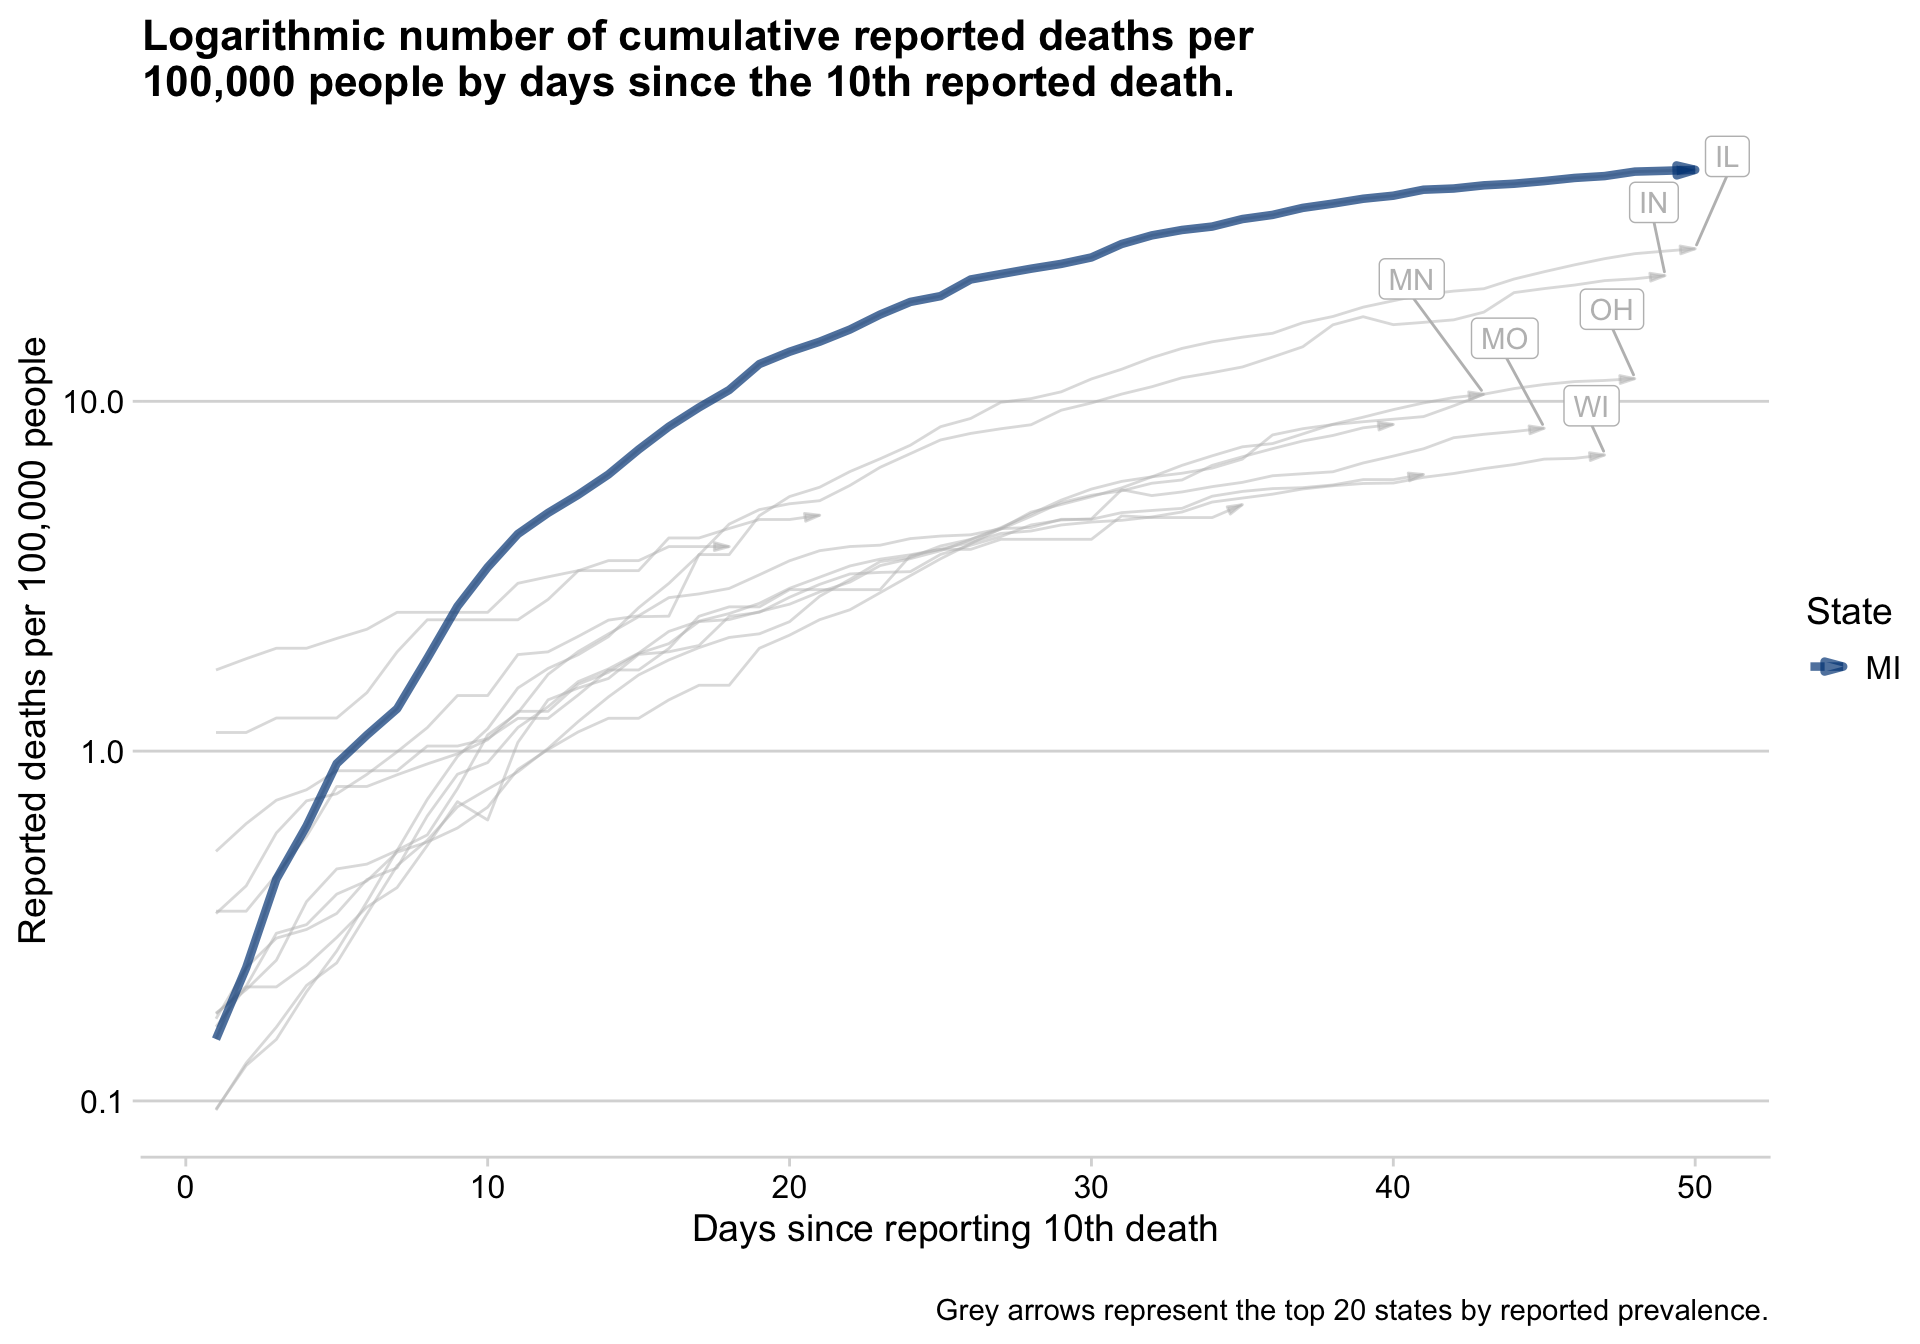 Logarithmic number of cumulative reported deaths per
100,000 people by days since the 10th reported death.
IL
IN
MN
OH
MO
WI
Reported deaths per 100,000 people
10.0
1.0
0.1
State
MI
0 10 20 30 40 50
Days since reporting 10th death
Grey arrows represent the top 20 states by reported prevalence.